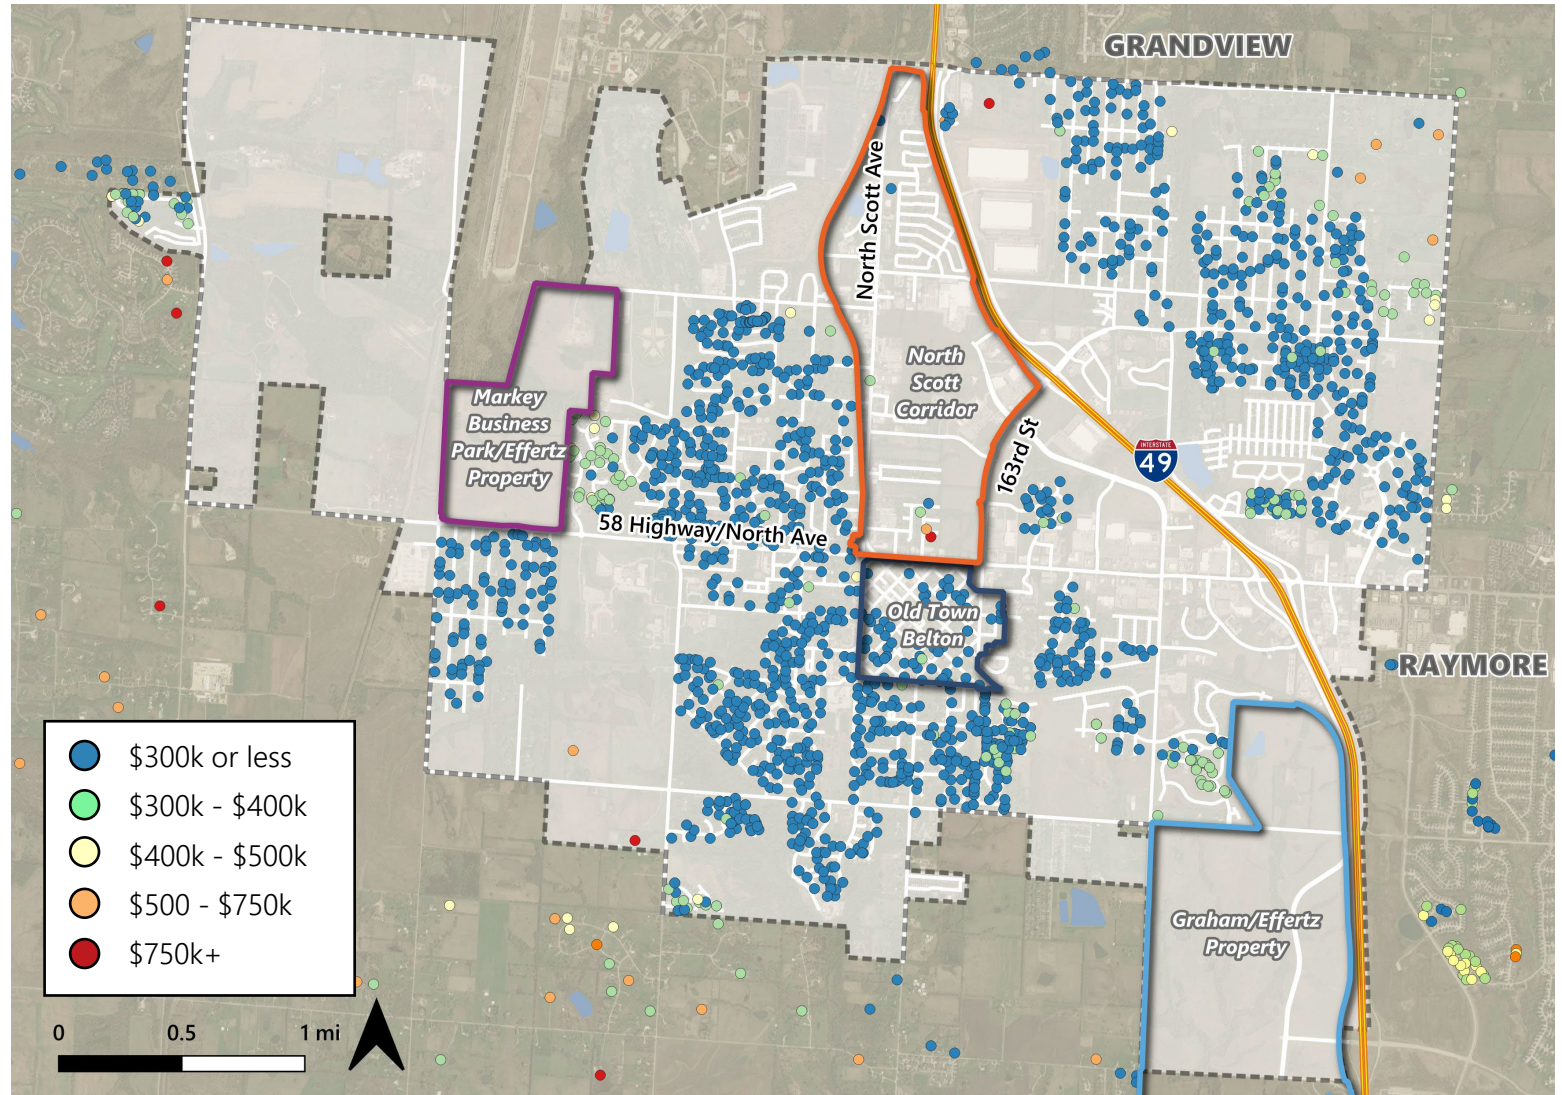 GRANDVIEW
North Scott Ave
North
Scott
Corridor
Markey
Business
Park/Effertz
Property
163rd St
INTERSTATE
49
58 Highway/North Ave
Old Town
Belton
RAYMORE
$300k or less
$300k - $400k
$400k - $500k
$500 - $750k
$750k+
Graham/Effertz
Property
0 0.5 1 mi